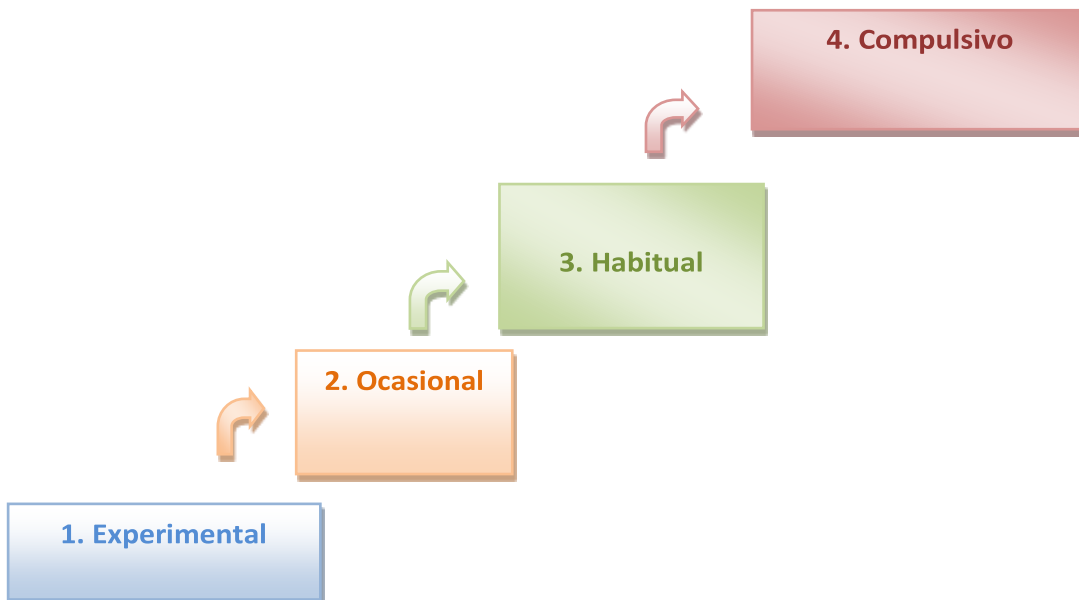 4. Compulsivo
3. Habitual
2. Ocasional
1. Experimental